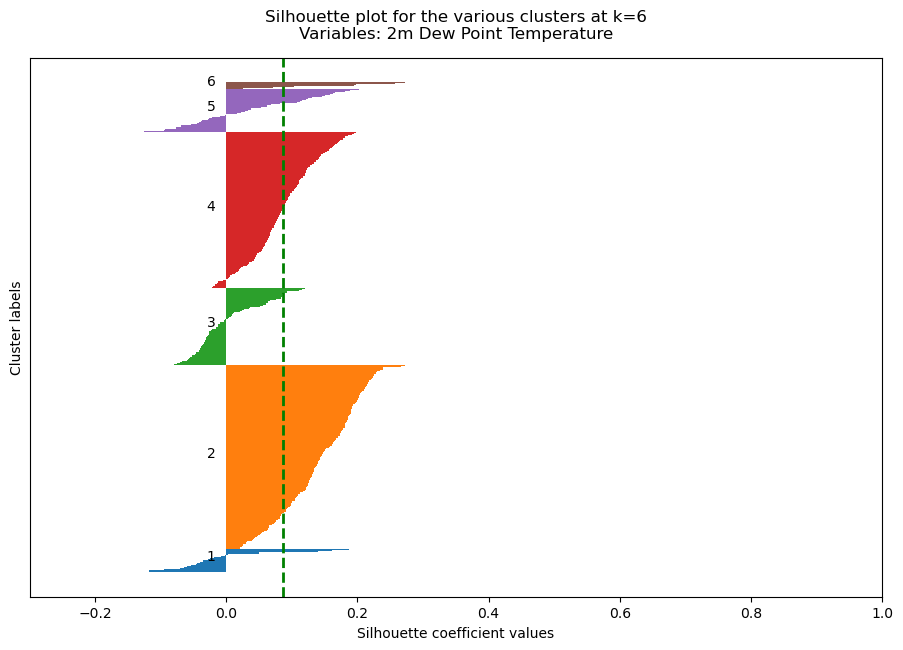 Silhouette plot for the various clusters at k=6
Variables: 2m Dew Point Temperature
6
5
4
3
2
1
Cluster labels
−0.2 0.0 0.2 0.4 0.6 0.8 1.0
Silhouette coefficient values